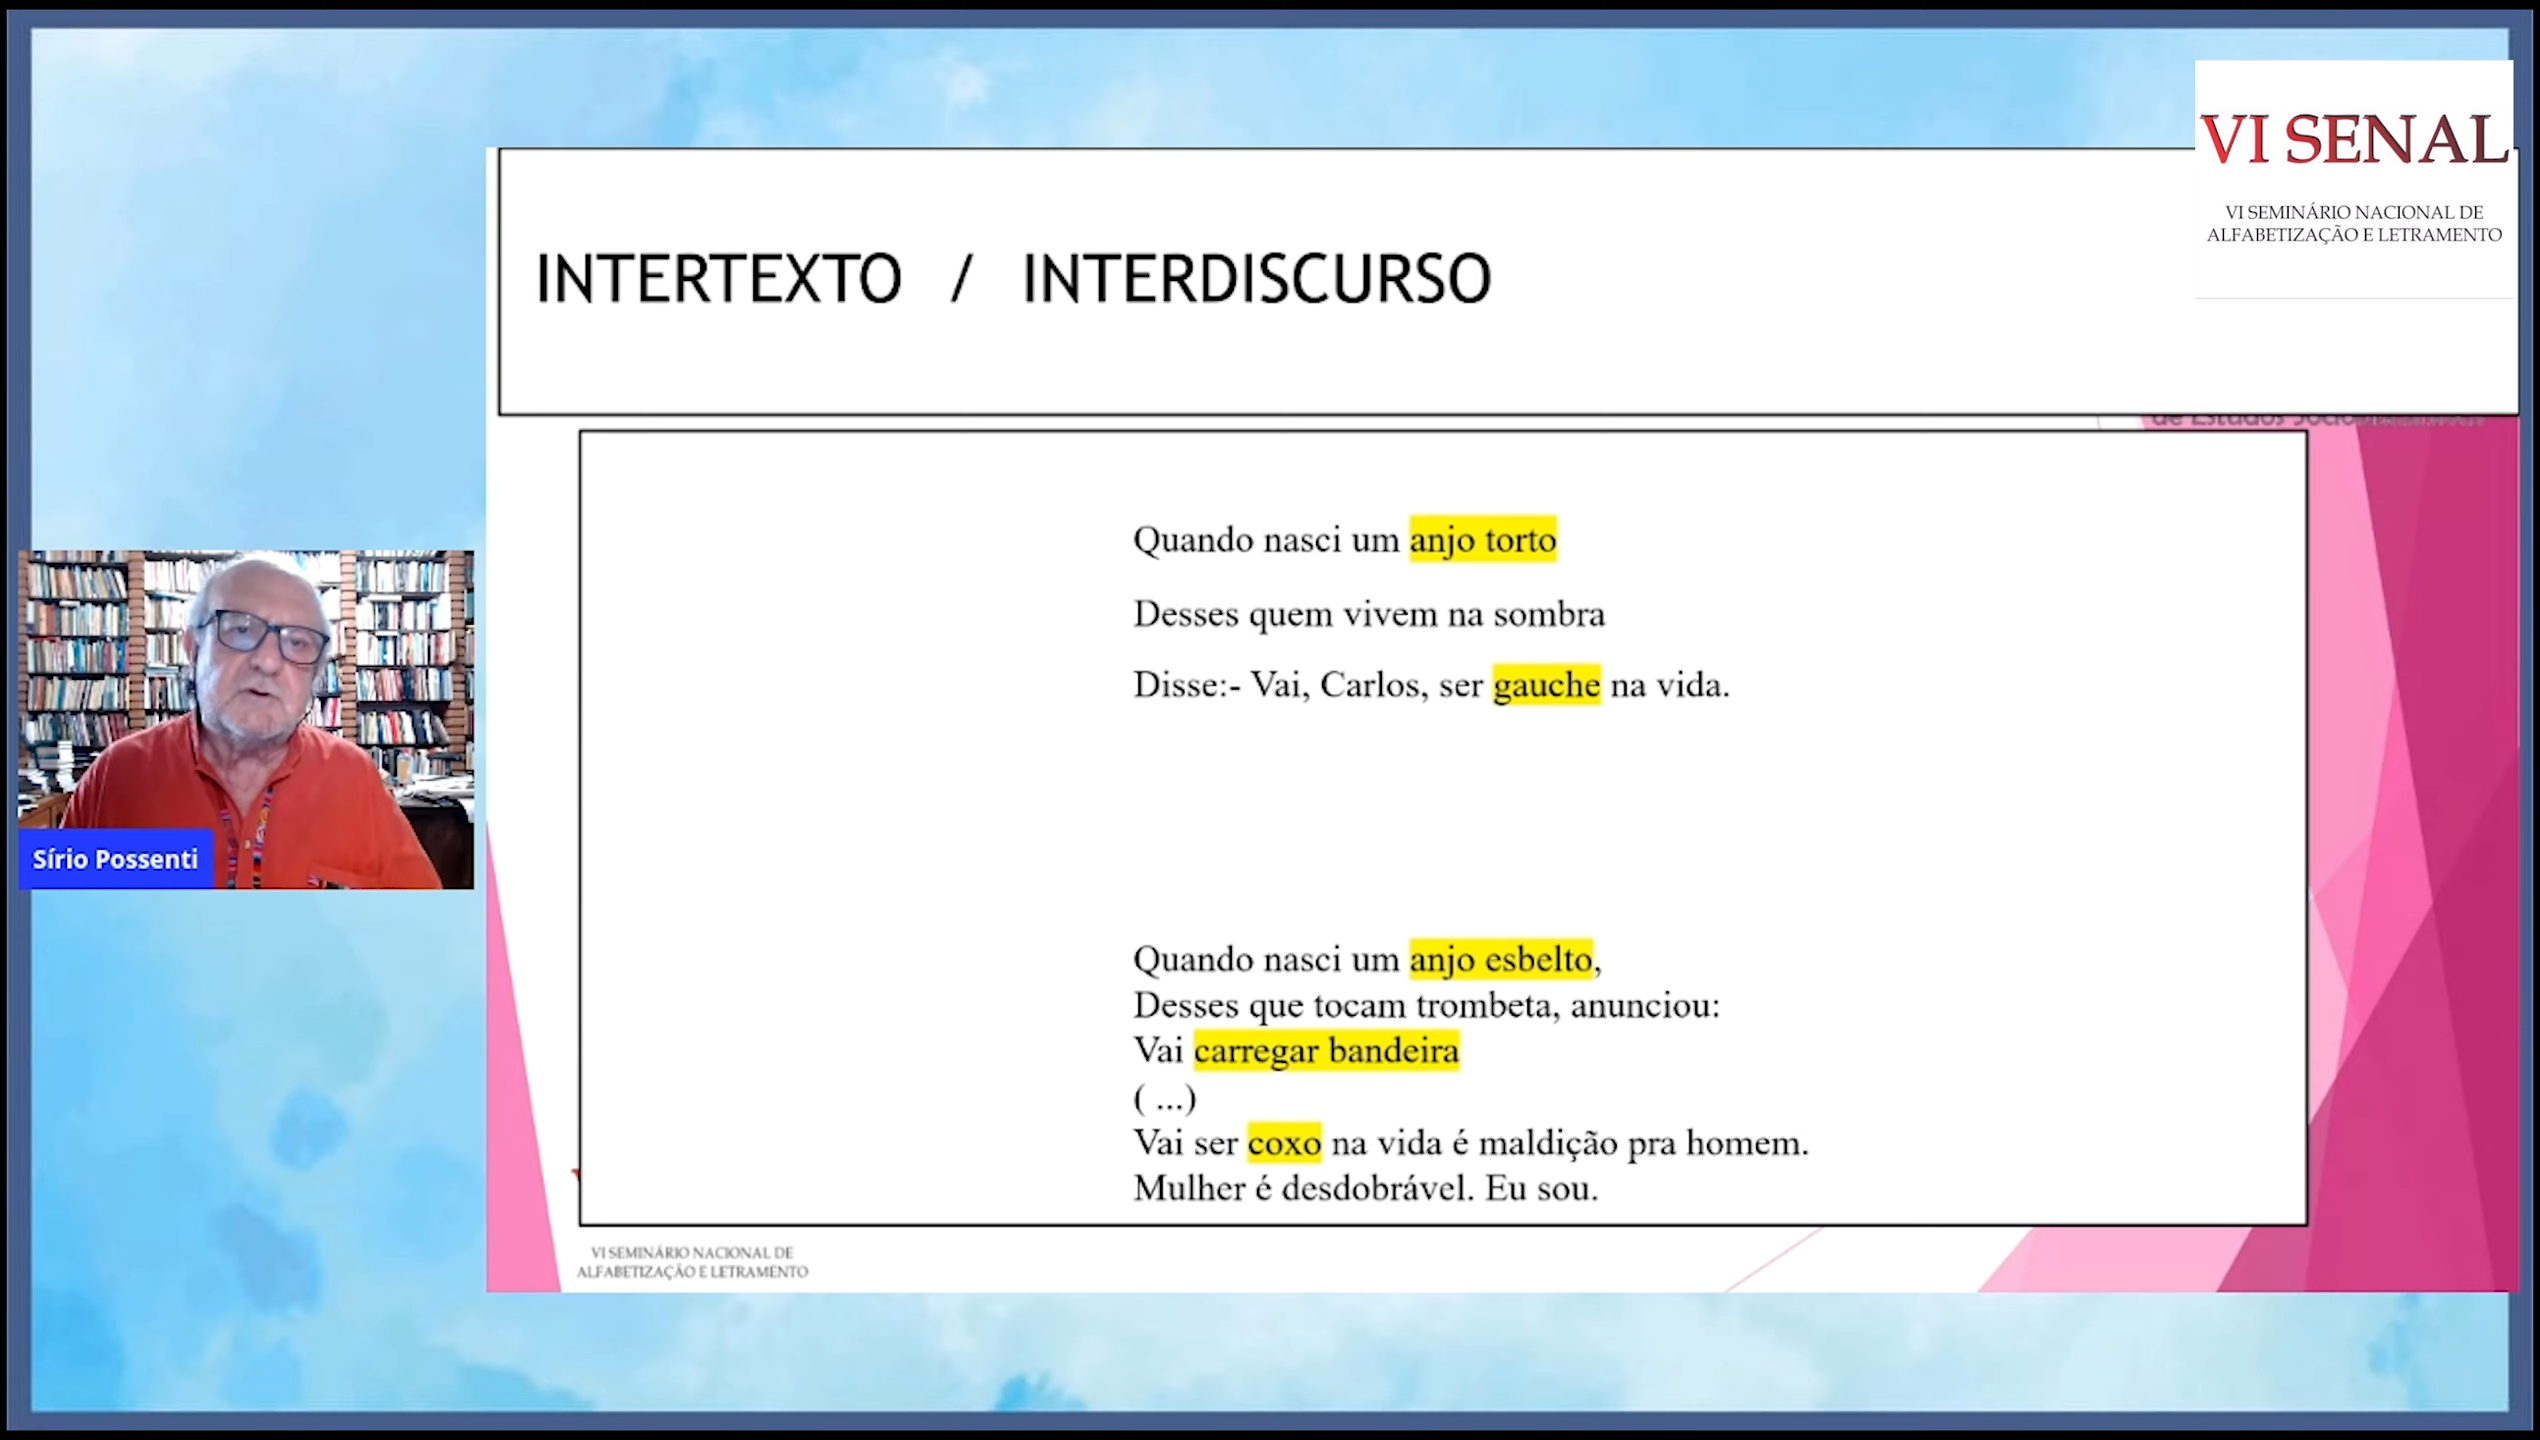 VI SENAL
VI SEMINÁRIO NACIONAL DE
ALFABETIZAÇÃO E LETRAMENTO
INTERTEXTO / INTERDISCURSO
de Estudos
Quando nasci um anjo torto
Desses quem vivem na sombra
Disse:- Vai, Carlos, ser gauche na vida.
Sírio Possenti
Quando nasci um anjo esbelto,
Desses que tocam trombeta, anunciou:
Vai carregar bandeira
( ...)
Vai ser coxo na vida é maldição pra homem.
Mulher é desdobrável. Eu sou.
VI SEMINÁRIO NACIONAL DE
ALFABETIZAÇÃO E LETRAMENTO